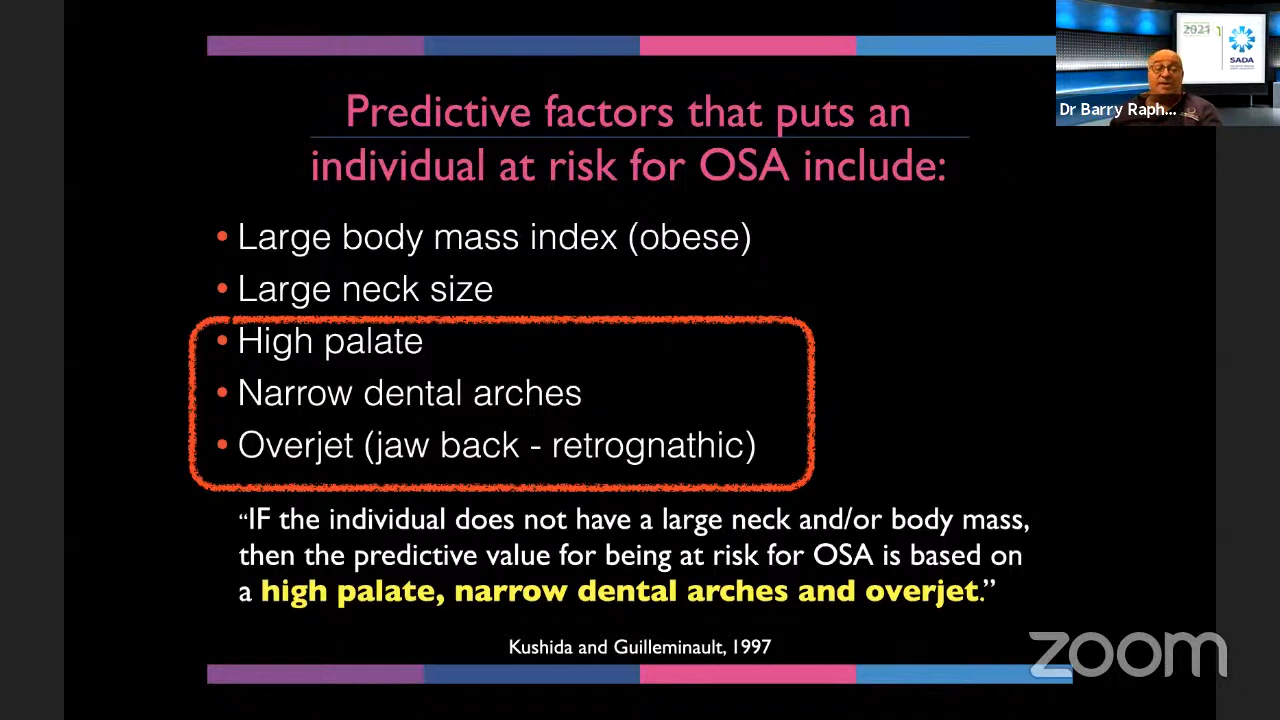 2021
SADA
Dr Barry Raph...
Predictive factors that puts an
individual at risk for OSA include:
• Large body mass index (obese)
• Large neck size
• High palate
• Narrow dental arches
• Overjet (jaw back - retrognathic)
“IF the individual does not have a large neck and/or body mass,
then the predictive value for being at risk for OSA is based on
a high palate, narrow dental arches and overjet.”
Kushida and Guilleminault, 1997
zoom